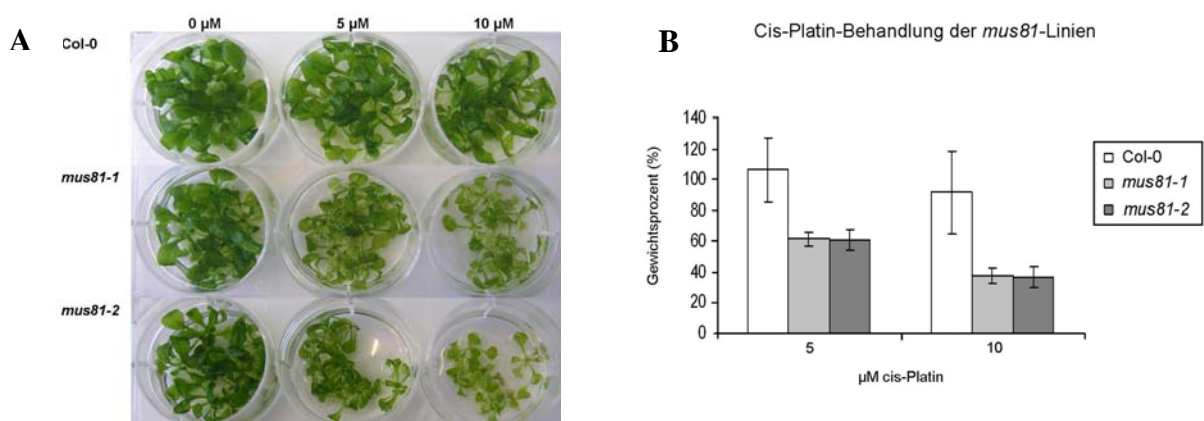 A
0 µM 5 µM 10 µM
Col-0
mus81-1
mus81-2
B
Cis-Platin-Behandlung der mus81-Linien
Gewichtsprozent (%)
140
120
100
80
60
40
20
0
5 10
µM cis-Platin
Col-0
mus81-1
mus81-2